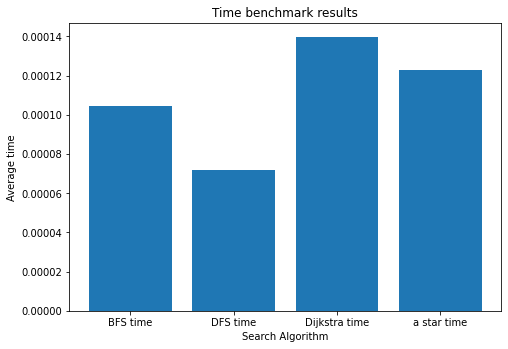 Time benchmark results
0.00014
0.00012
0.00010
0.00008
0.00006
0.00004
0.00002
0.00000
Average time
BFS time DFS time Dijkstra time a star time
Search Algorithm